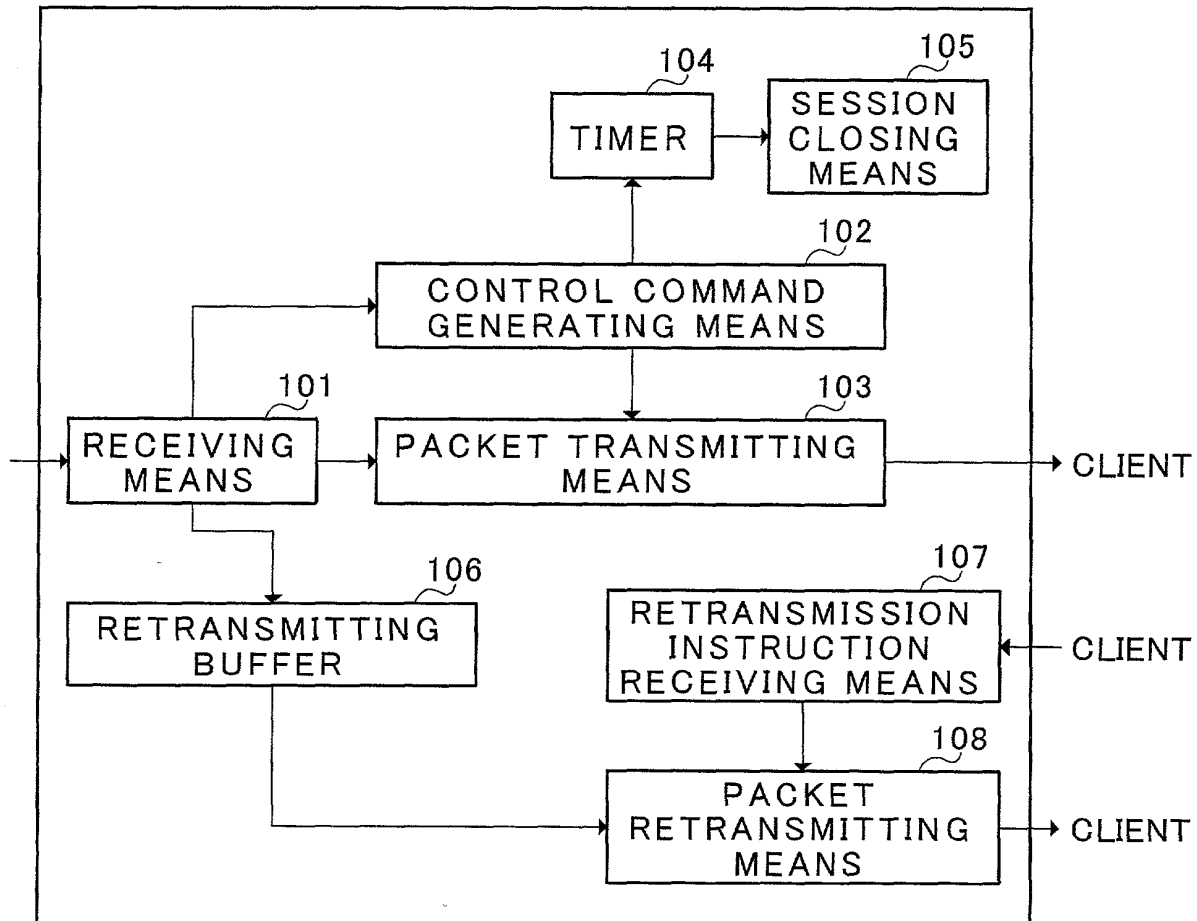 104
TIMER
105
SESSION
CLOSING
MEANS
102
CONTROL COMMAND
GENERATING MEANS
101
RECEIVING
MEANS
103
PACKET TRANSMITTING
MEANS
CLIENT
106
RETRANSMITTING
BUFFER
107
RETRANSMISSION
INSTRUCTION
RECEIVING MEANS
CLIENT
108
PACKET
RETRANSMITTING
MEANS
CLIENT